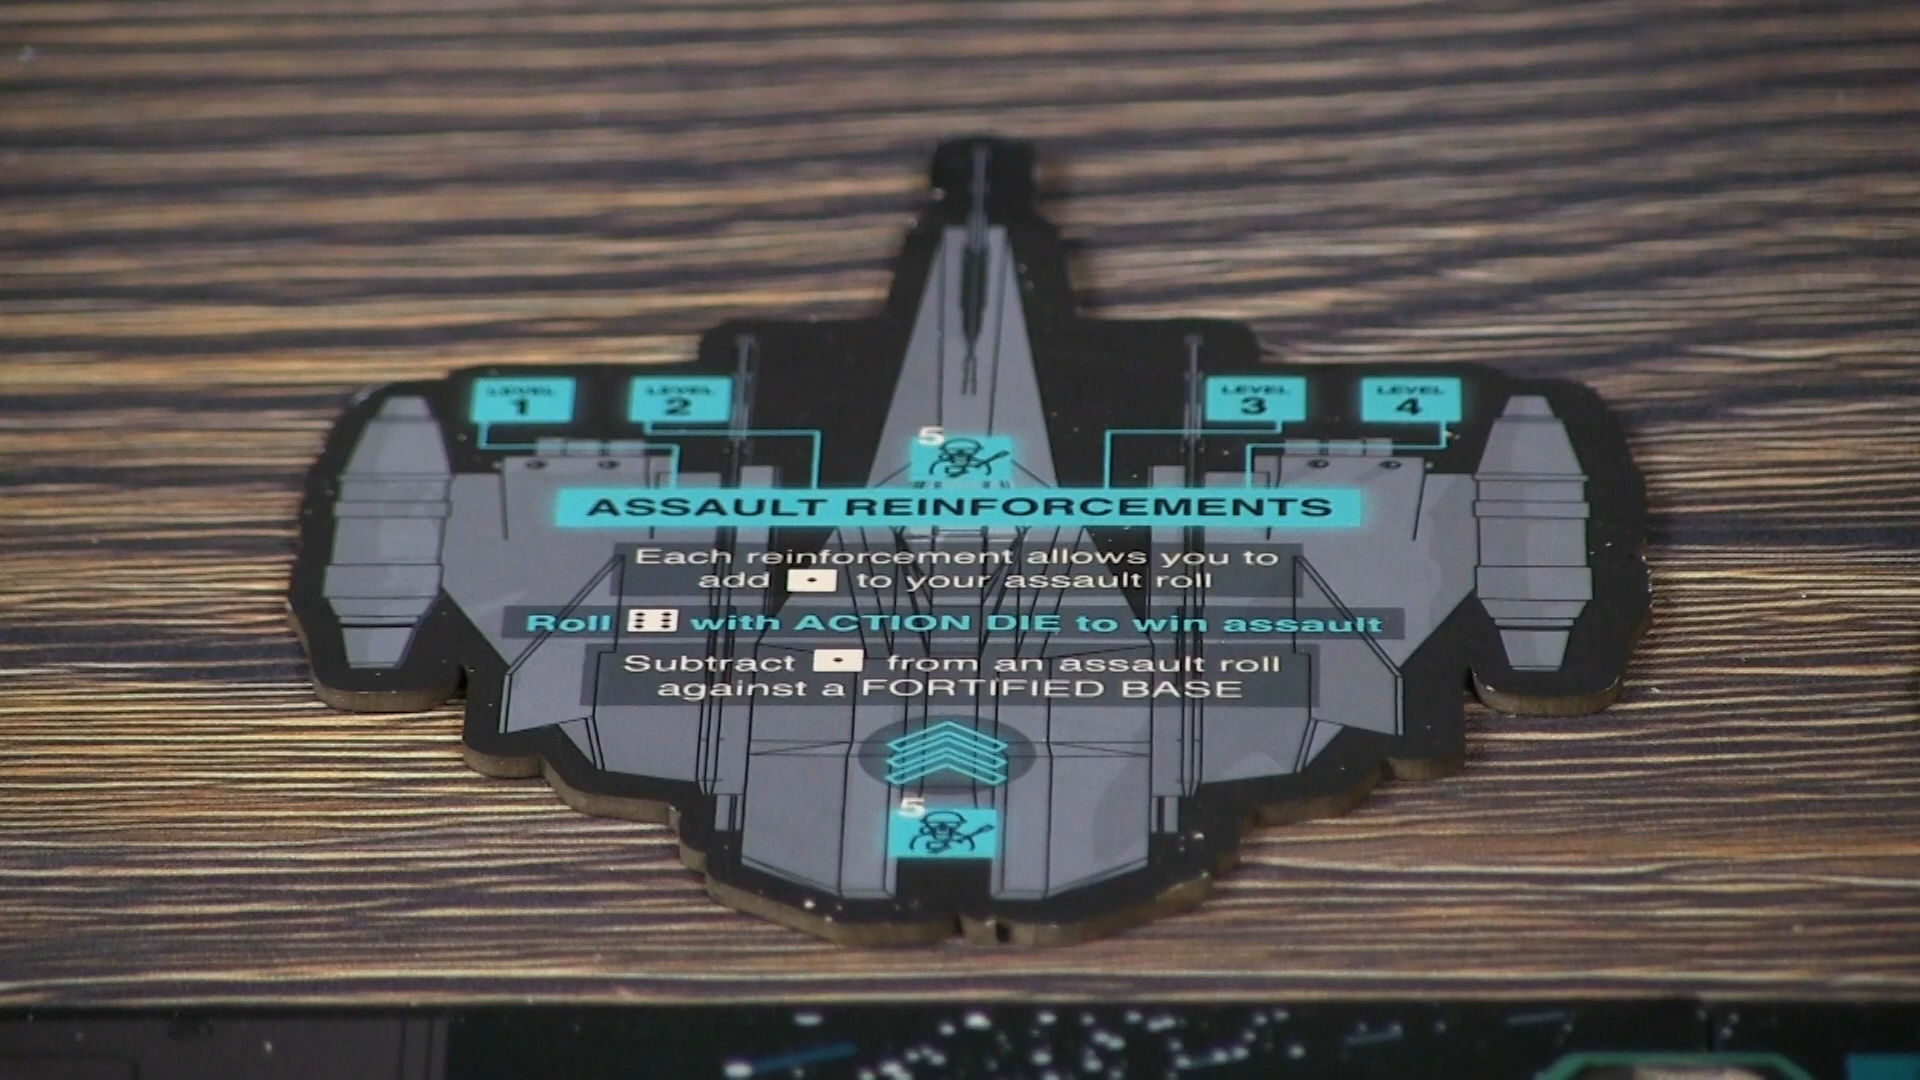 LEVEL LEVEL LEVEL LEVEL
1 2 3 4
5
ASSAULT REINFORCEMENTS
Each reinforcement allows you to
add to your assault roll
Roll with ACTION DIE to win assault
Subtract from an assault roll
against a FORTIFIED BASE
5